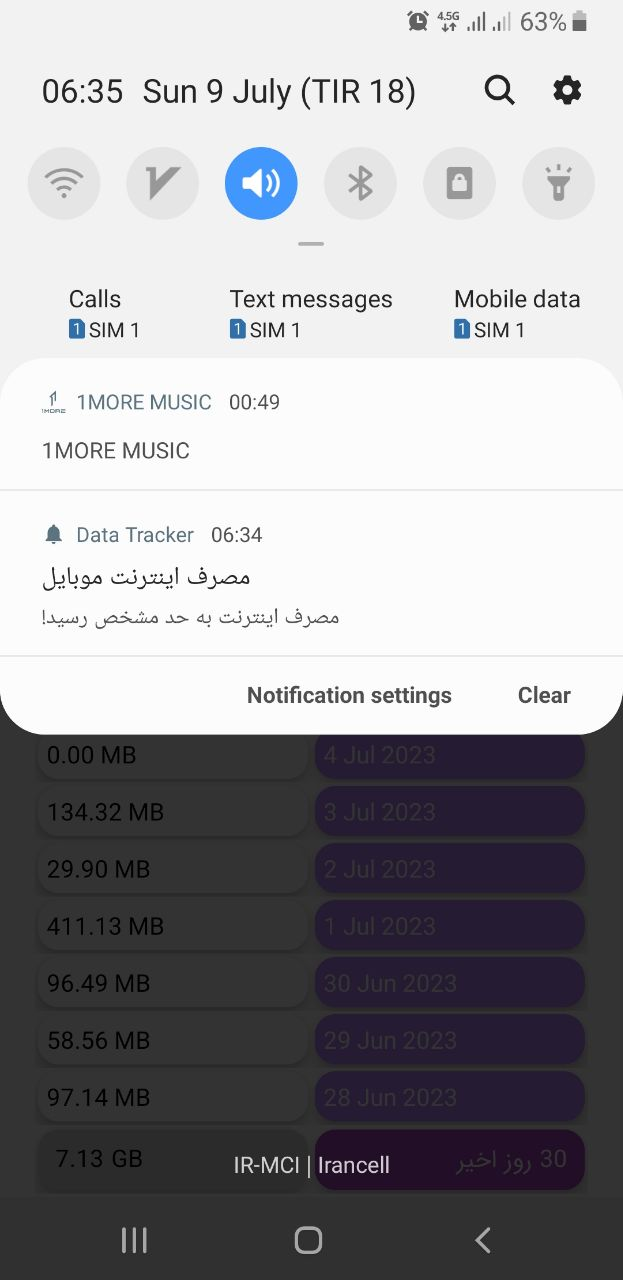 4.5G 63%
06:35 Sun 9 July (TIR 18)
Calls Text messages Mobile data
1 SIM 1 1 SIM 1 1 SIM 1
1MORE 1MORE MUSIC 00:49
1MORE MUSIC
Data Tracker 06:34
مصرف اینترنت موبایل
مصرف اینترنت به حد مشخص رسید!
Notification settings Clear
0.00 MB 4 Jul 2023
134.32 MB 3 Jul 2023
29.90 MB 2 Jul 2023
411.13 MB 1 Jul 2023
96.49 MB 30 Jun 2023
58.56 MB 29 Jun 2023
97.14 MB 28 Jun 2023
7.13 GB 30 روز اخیر
IR-MCI | Irancell